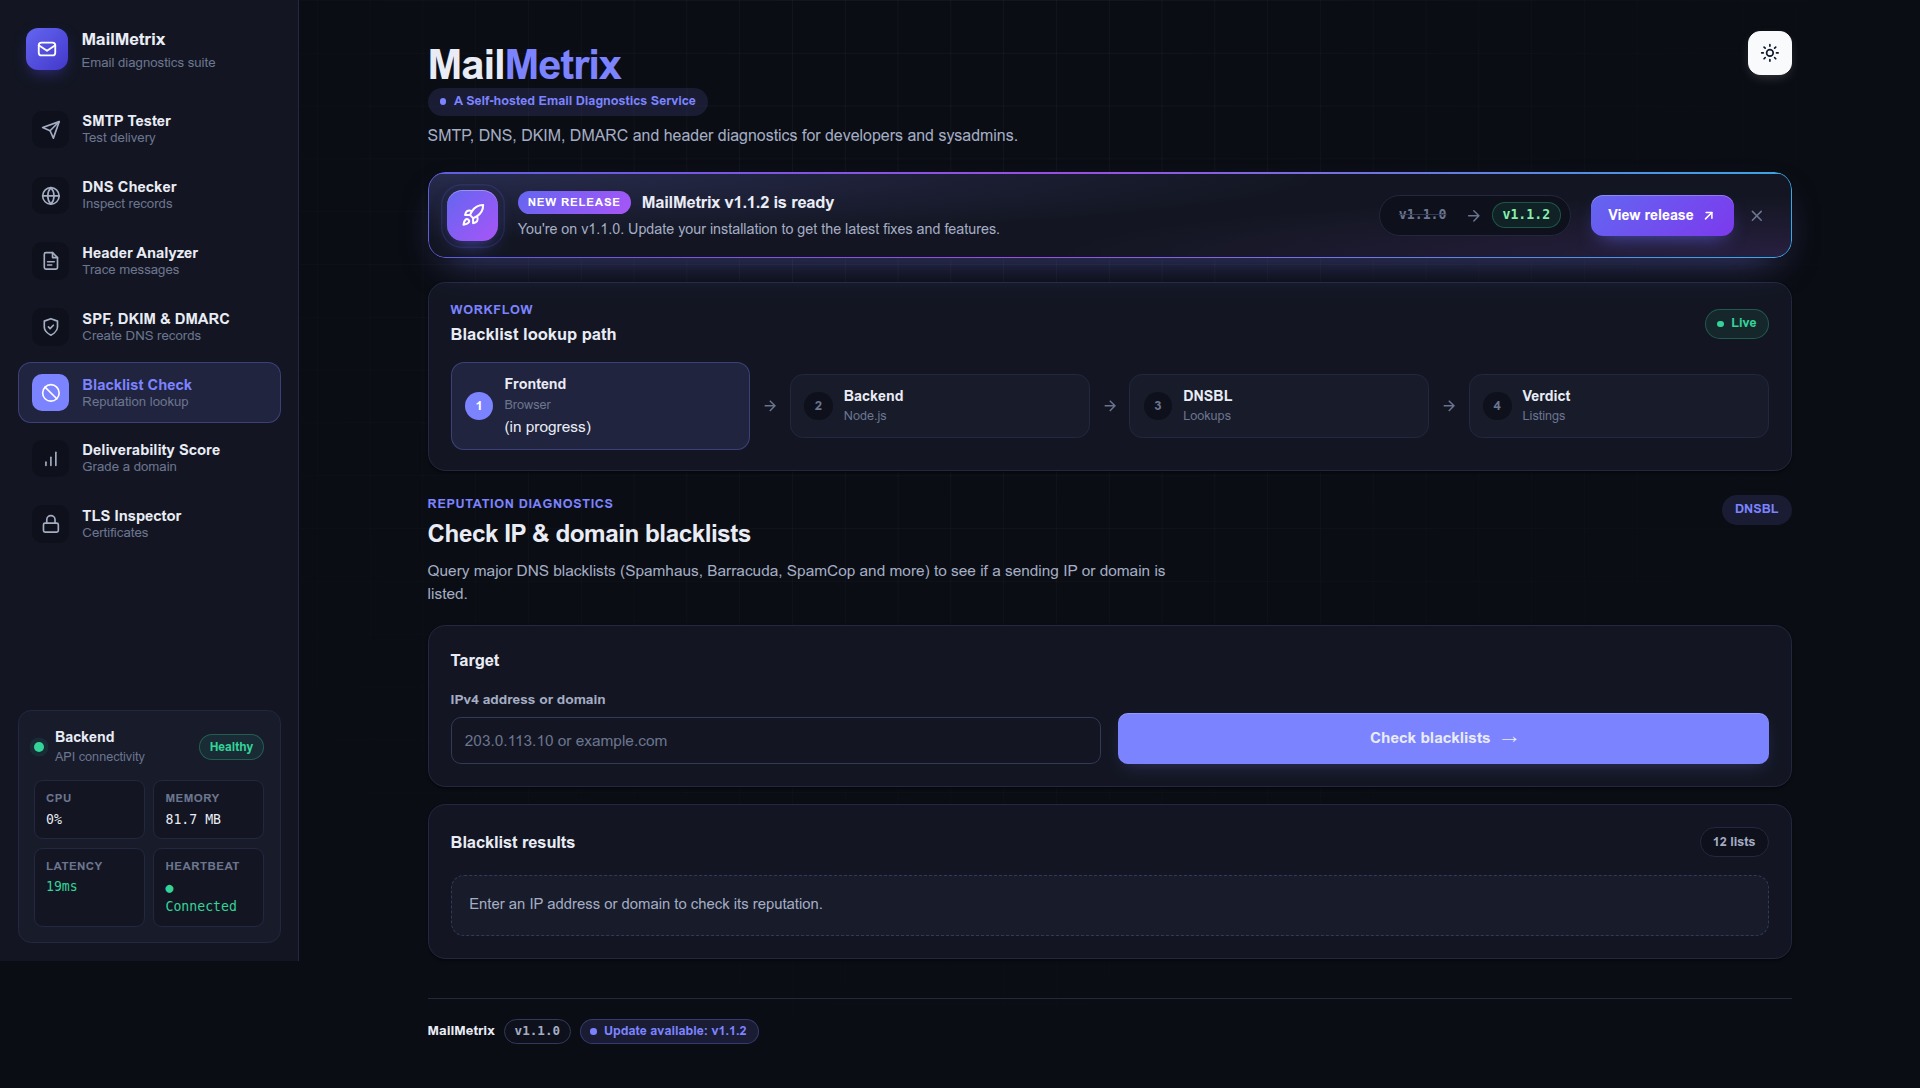 MailMetrix
Email diagnostics suite
SMTP Tester
Test delivery
DNS Checker
Inspect records
Header Analyzer
Trace messages
SPF, DKIM & DMARC
Create DNS records
Blacklist Check
Reputation lookup
Deliverability Score
Grade a domain
TLS Inspector
Certificates
Backend
API connectivity
Healthy
CPU
0%
MEMORY
81.7 MB
LATENCY
19ms
HEARTBEAT
●
Connected
MailMetrix
A Self-hosted Email Diagnostics Service
SMTP, DNS, DKIM, DMARC and header diagnostics for developers and sysadmins.
NEW RELEASE MailMetrix v1.1.2 is ready
You're on v1.1.0. Update your installation to get the latest fixes and features.
v1.1.0 → v1.1.2
View release
WORKFLOW
Blacklist lookup path
Live
1
Frontend
Browser
(in progress)
2
Backend
Node.js
3
DNSBL
Lookups
4
Verdict
Listings
REPUTATION DIAGNOSTICS
Check IP & domain blacklists
DNSBL
Query major DNS blacklists (Spamhaus, Barracuda, SpamCop and more) to see if a sending IP or domain is
listed.
Target
IPv4 address or domain
203.0.113.10 or example.com
Check blacklists →
Blacklist results
12 lists
Enter an IP address or domain to check its reputation.
MailMetrix v1.1.0 Update available: v1.1.2